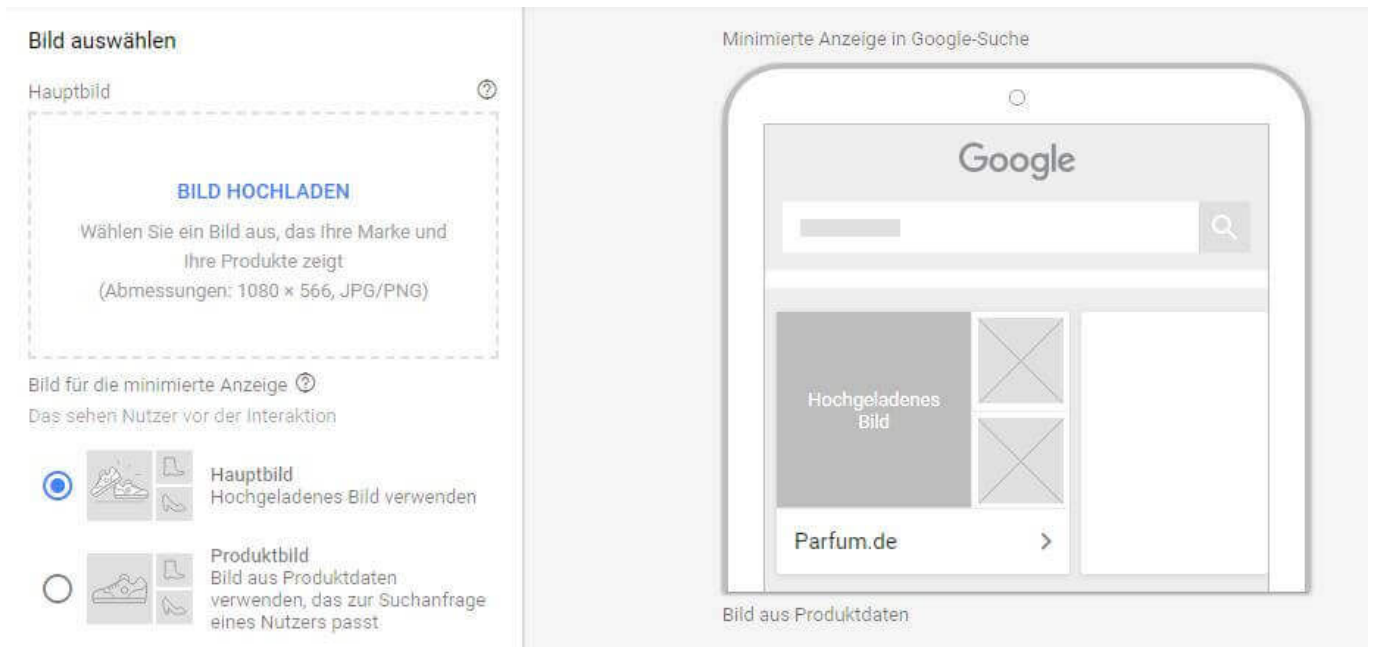 Bild auswählen
Hauptbild
BILD HOCHLADEN
Wählen Sie ein Bild aus, das Ihre Marke und
Ihre Produkte zeigt
(Abmessungen: 1080 × 566, JPG/PNG)
Bild für die minimierte Anzeige
Das sehen Nutzer vor der Interaktion
Hauptbild
Hochgeladenes Bild verwenden
Produktbild
Bild aus Produktdaten
verwenden, das zur Suchanfrage
eines Nutzers passt
Minimierte Anzeige in Google-Suche
Google
Hochgeladenes
Bild
Parfum.de
Bild aus Produktdaten